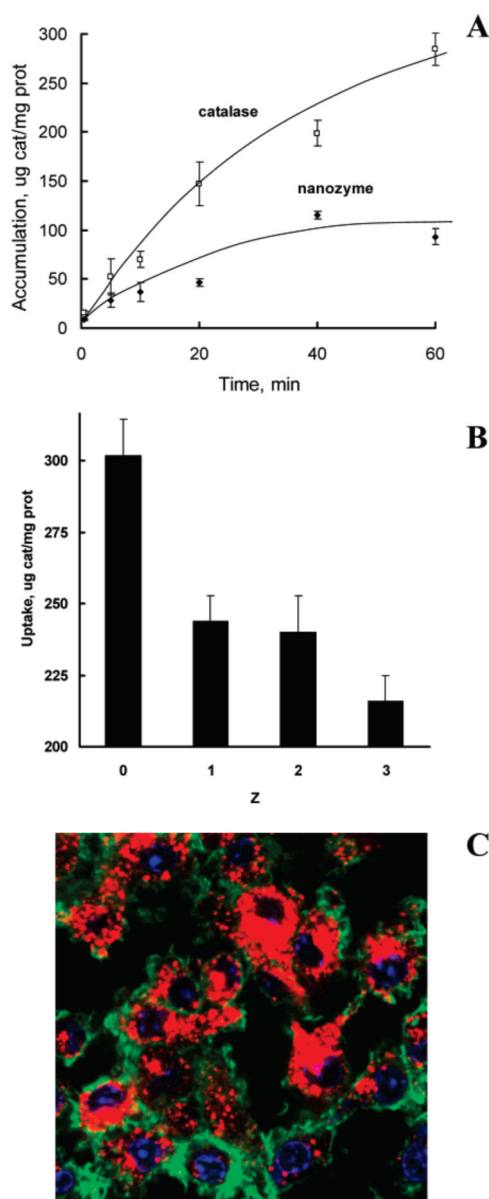 A
300
250
200
150
100
50
0
Accumulation, ug cat/mg prot
catalase
nanozyme
0 20 40 60
Time, min
B
300
275
250
225
200
Uptake, ug cat/mg prot
0 1 2 3
Z
C